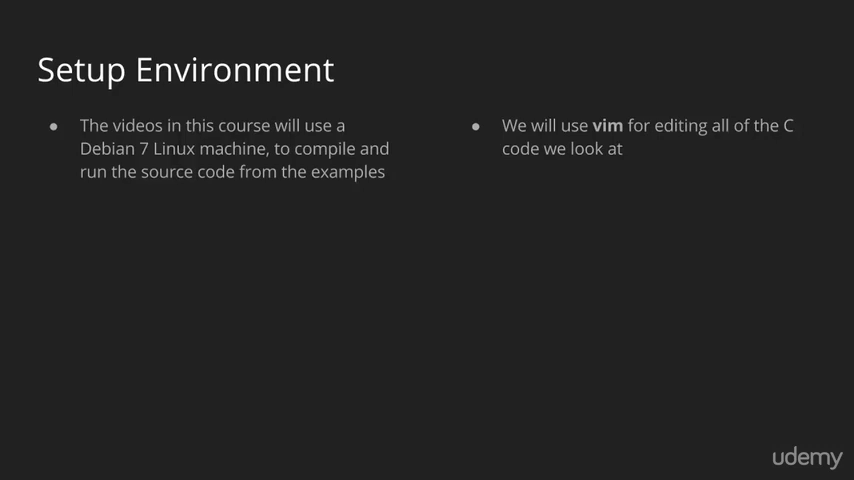 Setup Environment
● The videos in this course will use a
Debian 7 Linux machine, to compile and
run the source code from the examples
● We will use vim for editing all of the C
code we look at
udemy